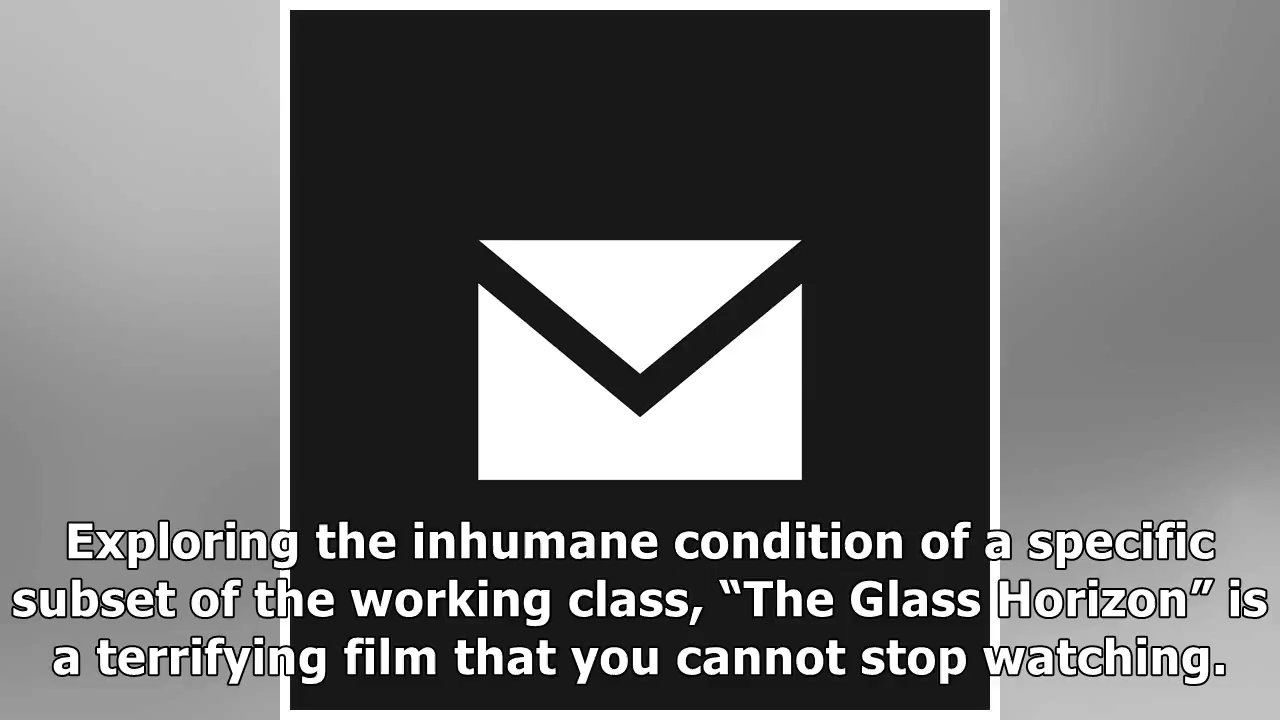 Exploring the inhumane condition of a specific
subset of the working class, “The Glass Horizon” is
a terrifying film that you cannot stop watching.